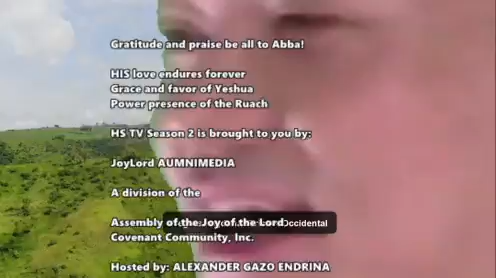 Gratitude and praise be all to Abba!
HIS love endures forever
Grace and favor of Yeshua
Power presence of the Ruach
HS TV Season 2 is brought to you by:
JoyLord AUMNIMEDIA
A division of the
Assembly of the Joy of the Lord
Occidental
Covenant Community, Inc.
Hosted by: ALEXANDER GAZO ENDRINA